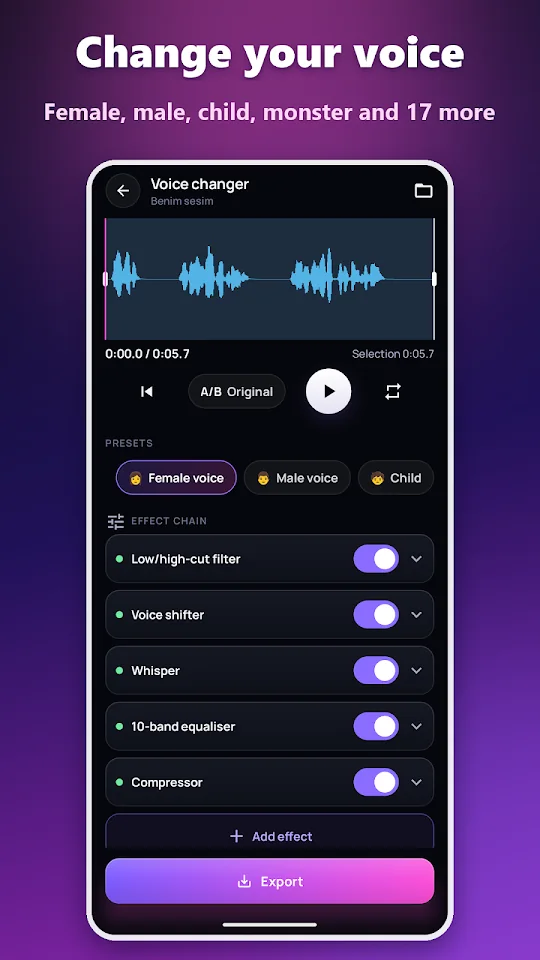 Change your voice
Female, male, child, monster and 17 more
Voice changer
Benim sesim
0:00.0 / 0:05.7
Selection 0:05.7
A/B Original
PRESETS
Female voice
Male voice
Child
EFFECT CHAIN
Low/high-cut filter
Voice shifter
Whisper
10-band equaliser
Compressor
Add effect
Export